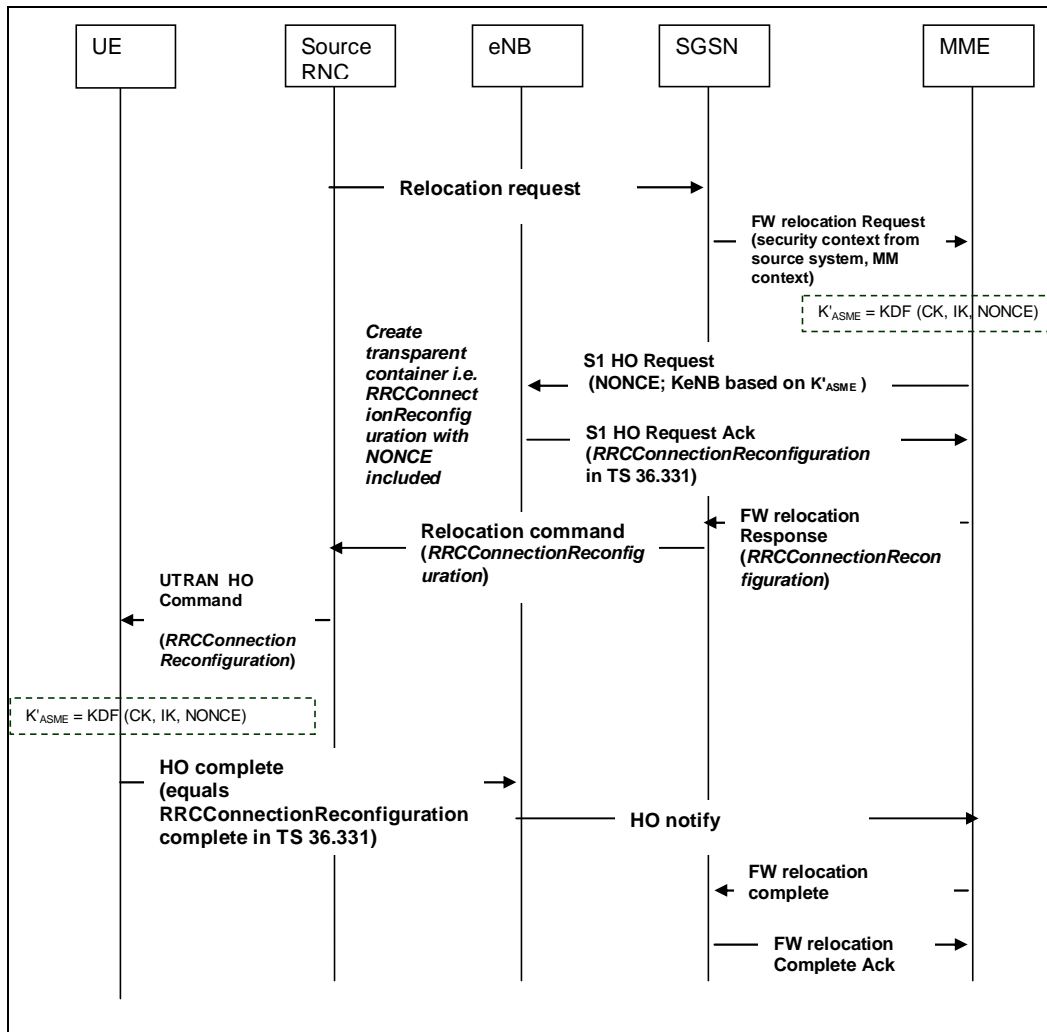 UE
Source
RNC
eNB
SGSN
MME
Relocation request
FW relocation Request
(security context from
source system, MM
context)
K'ASME = KDF (CK, IK, NONCE)
Create
transparent
container i.e.
RRCConnect
ionReconfig
uration with
NONCE
included
S1 HO Request
(NONCE; KeNB based on K'ASME )
S1 HO Request Ack
(RRCConnectionReconfiguration
in TS 36.331)
FW relocation
Response
(RRCConnectionRecon
figuration)
Relocation command
(RRCConnectionReconfig
uration)
UTRAN HO
Command
(RRCConnection
Reconfiguration)
K'ASME = KDF (CK, IK, NONCE)
HO complete
(equals
RRCConnectionReconfiguration
complete in TS 36.331)
HO notify
FW relocation
complete
FW relocation
Complete Ack